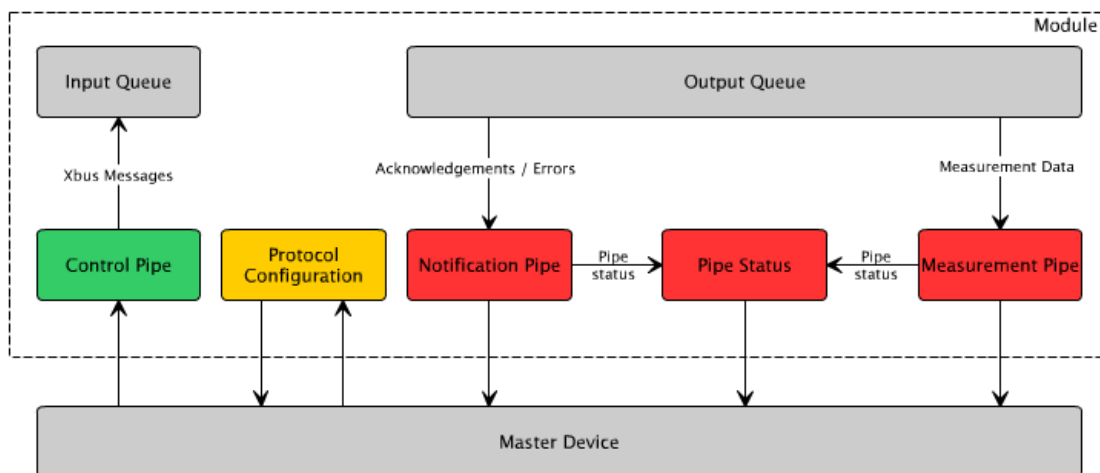 Module
Input Queue
Output Queue
Xbus Messages
Acknowledgements / Errors
Measurement Data
Control Pipe
Protocol
Configuration
Notification Pipe
Pipe
status
Pipe Status
Pipe
status
Measurement Pipe
Master Device